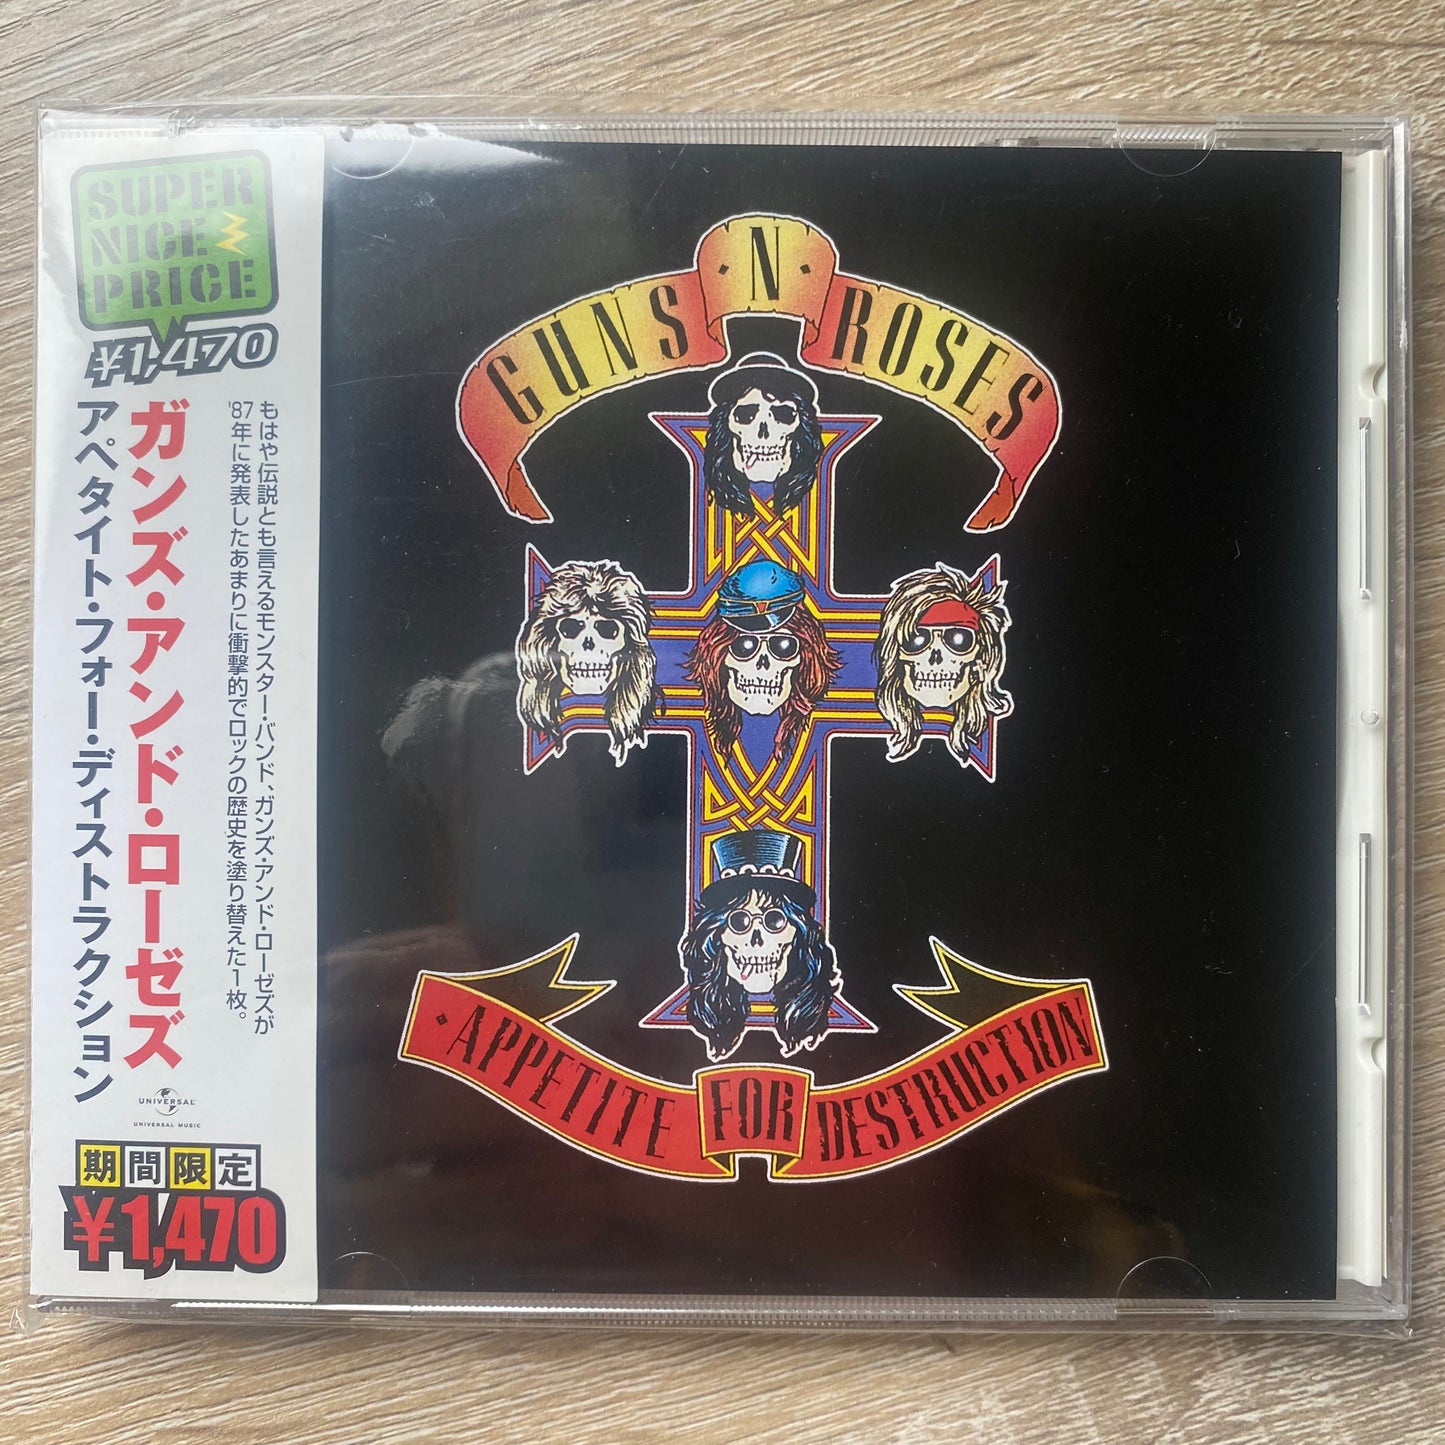 SUPER
NICE
PRICE
¥1,470
もはや伝説とも言えるモンスター・バンド、ガンズ・アンド・ローゼズが
'87年に発表したあまりに衝撃的でロックの歴史を塗り替えた1枚。
ガンズ・アンド・ローゼズ
アペタイト・フォー・ディストラクション
UNIVERSAL
UNIVERSAL MUSIC
期間限定
¥1,470
GUNS ·N· ROSES
·APPETITE FOR DESTRUCTION